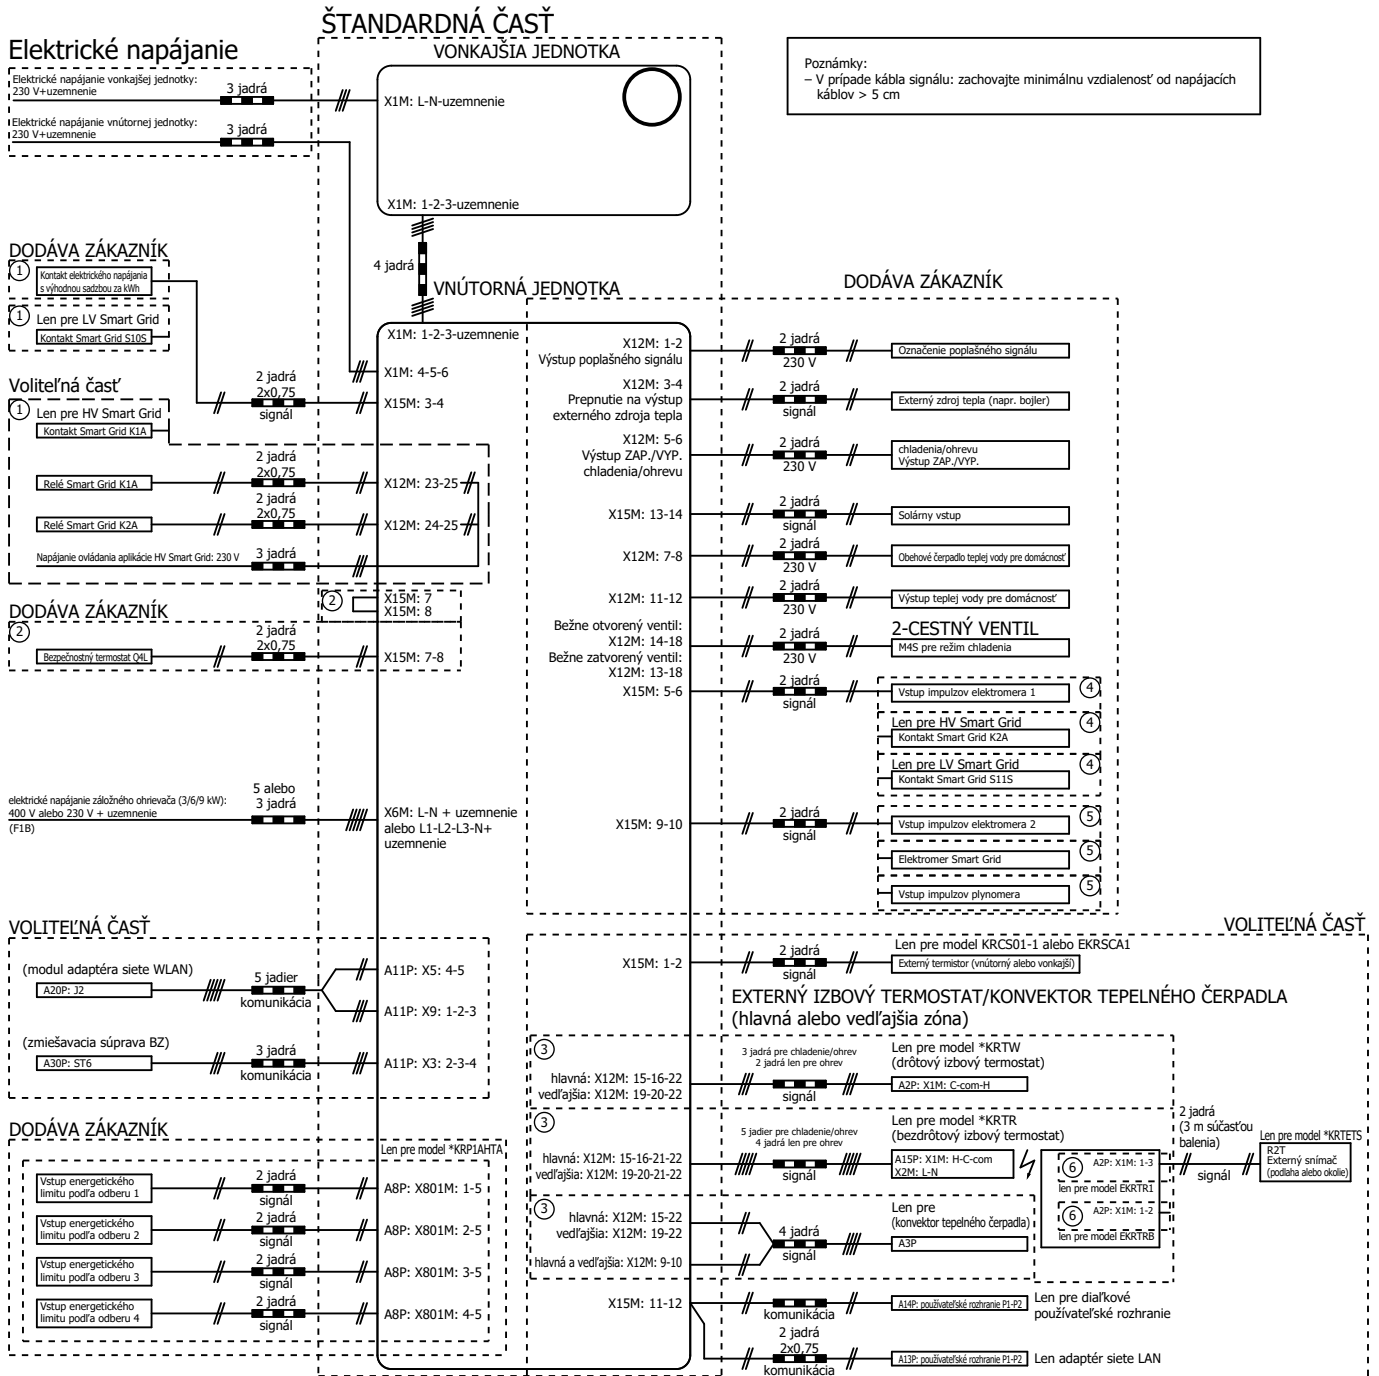 ŠTANDARDNÁ ČASŤ
Elektrické napájanie
VONKAJŠIA JEDNOTKA
Poznámky:
– V prípade kábla signálu: zachovajte minimálnu vzdialenosť od napájacích
káblov > 5 cm
Elektrické napájanie vonkajšej jednotky:
230 V+uzemnenie
3 jadrá
X1M: L-N-uzemnenie
Elektrické napájanie vnútornej jednotky:
230 V+uzemnenie
3 jadrá
X1M: 1-2-3-uzemnenie
4 jadrá
DODÁVA ZÁKAZNÍK
1
Kontakt elektrického napájania
s výhodnou sadzbou za kWh
1
Len pre LV Smart Grid
Kontakt Smart Grid S10S
VNÚTORNÁ JEDNOTKA
X1M: 1-2-3-uzemnenie
X1M: 4-5-6
2 jadrá
2x0,75
signál
X15M: 3-4
Voliteľná časť
1
Len pre HV Smart Grid
Kontakt Smart Grid K1A
Relé Smart Grid K1A
2 jadrá
2x0,75
X12M: 23-25
Relé Smart Grid K2A
2 jadrá
2x0,75
X12M: 24-25
Napájanie ovládania aplikácie HV Smart Grid: 230 V
3 jadrá
2
X15M: 7
X15M: 8
DODÁVA ZÁKAZNÍK
2
Bezpečnostný termostat Q4L
2 jadrá
2x0,75
X15M: 7-8
elektrické napájanie záložného ohrievača (3/6/9 kW):
400 V alebo 230 V + uzemnenie
(F1B)
5 alebo
3 jadrá
X6M: L-N + uzemnenie
alebo L1-L2-L3-N+
uzemnenie
VOLITEĽNÁ ČASŤ
(modul adaptéra siete WLAN)
A20P: J2
5 jadier
komunikácia
A11P: X5: 4-5
A11P: X9: 1-2-3
(zmiešavacia súprava BZ)
A30P: ST6
3 jadrá
komunikácia
A11P: X3: 2-3-4
DODÁVA ZÁKAZNÍK
Len pre model *KRP1AHTA
Vstup energetického
limitu podľa odberu 1
2 jadrá
signál
A8P: X801M: 1-5
Vstup energetického
limitu podľa odberu 2
2 jadrá
signál
A8P: X801M: 2-5
Vstup energetického
limitu podľa odberu 3
2 jadrá
signál
A8P: X801M: 3-5
Vstup energetického
limitu podľa odberu 4
2 jadrá
signál
A8P: X801M: 4-5
DODÁVA ZÁKAZNÍK
X12M: 1-2
Výstup poplašného signálu
2 jadrá
230 V
Označenie poplašného signálu
X12M: 3-4
Prepnutie na výstup
externého zdroja tepla
2 jadrá
signál
Externý zdroj tepla (napr. bojler)
X12M: 5-6
Výstup ZAP./VYP.
chladenia/ohrevu
2 jadrá
230 V
chladenia/ohrevu
Výstup ZAP./VYP.
X15M: 13-14
2 jadrá
signál
Solárny vstup
X12M: 7-8
2 jadrá
230 V
Obehové čerpadlo teplej vody pre domácnosť
X12M: 11-12
2 jadrá
230 V
Výstup teplej vody pre domácnosť
Bežne otvorený ventil:
X12M: 14-18
Bežne zatvorený ventil:
X12M: 13-18
2 jadrá
230 V
2-CESTNÝ VENTIL
M4S pre režim chladenia
X15M: 5-6
2 jadrá
signál
Vstup impulzov elektromera 1
4
Len pre HV Smart Grid
Kontakt Smart Grid K2A
4
Len pre LV Smart Grid
Kontakt Smart Grid S11S
4
X15M: 9-10
2 jadrá
signál
Vstup impulzov elektromera 2
5
Elektromer Smart Grid
5
Vstup impulzov plynomera
5
VOLITEĽNÁ ČASŤ
X15M: 1-2
2 jadrá
signál
Len pre model KRCS01-1 alebo EKRSCA1
Externý termistor (vnútorný alebo vonkajší)
EXTERNÝ IZBOVÝ TERMOSTAT/KONVEKTOR TEPELNÉHO ČERPADLA
(hlavná alebo vedľajšia zóna)
3
hlavná: X12M: 15-16-22
vedľajšia: X12M: 19-20-22
3 jadrá pre chladenie/ohrev
2 jadrá len pre ohrev
signál
Len pre model *KRTW
(drôtový izbový termostat)
A2P: X1M: C-com-H
3
hlavná: X12M: 15-16-21-22
vedľajšia: X12M: 19-20-21-22
5 jadier pre chladenie/ohrev
4 jadrá len pre ohrev
signál
Len pre model *KRTR
(bezdrôtový izbový termostat)
A15P: X1M: H-C-com
X2M: L-N
6
A2P: X1M: 1-3
len pre model EKRTR1
6
A2P: X1M: 1-2
len pre model EKRTRB
2 jadrá
(3 m súčasťou
balenia)
signál
Len pre model *KRTETS
R2T
Externý snímač
(podlaha alebo okolie)
3
hlavná: X12M: 15-22
vedľajšia: X12M: 19-22
hlavná a vedľajšia: X12M: 9-10
4 jadrá
signál
Len pre
(konvektor tepelného čerpadla)
A3P
X15M: 11-12
komunikácia
A14P: používateľské rozhranie P1-P2
Len pre diaľkové
používateľské rozhranie
2 jadrá
2x0,75
komunikácia
A13P: používateľské rozhranie P1-P2
Len adaptér siete LAN